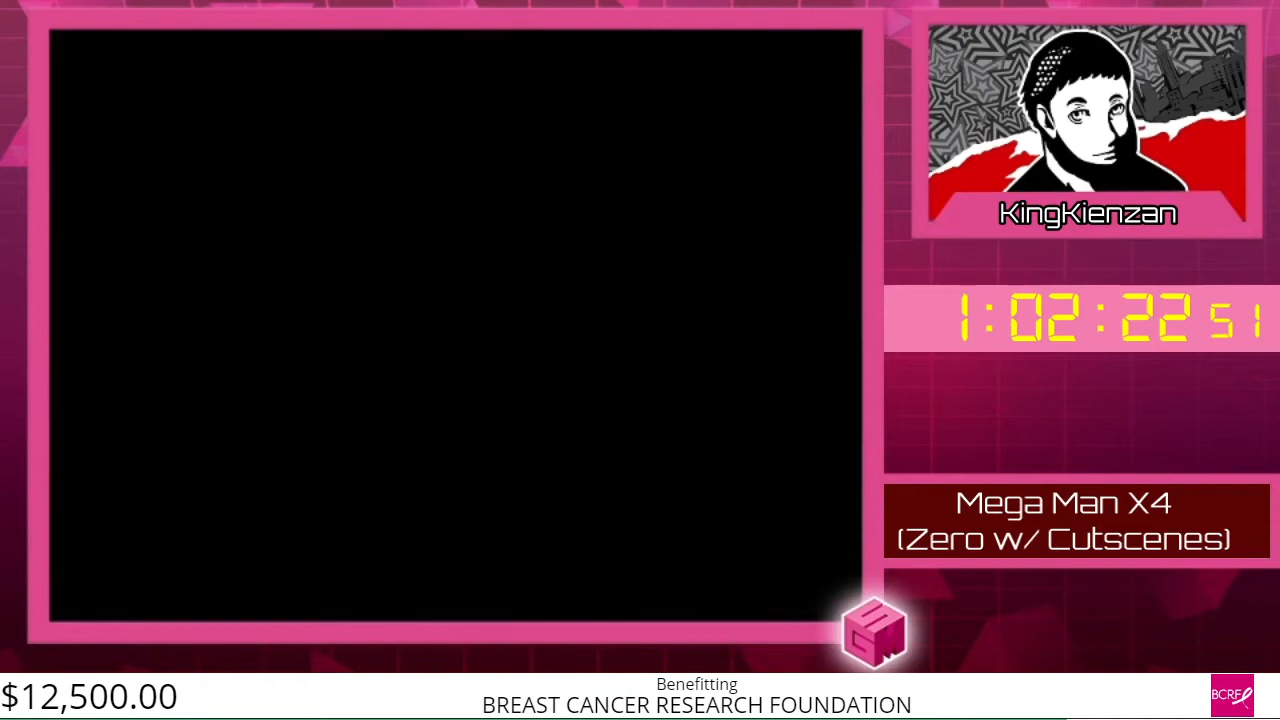 KingKienzan
1:02:22 51
Mega Man X4
(Zero w/ Cutscenes)
$12,500.00
Benefitting
BREAST CANCER RESEARCH FOUNDATION
BCRF